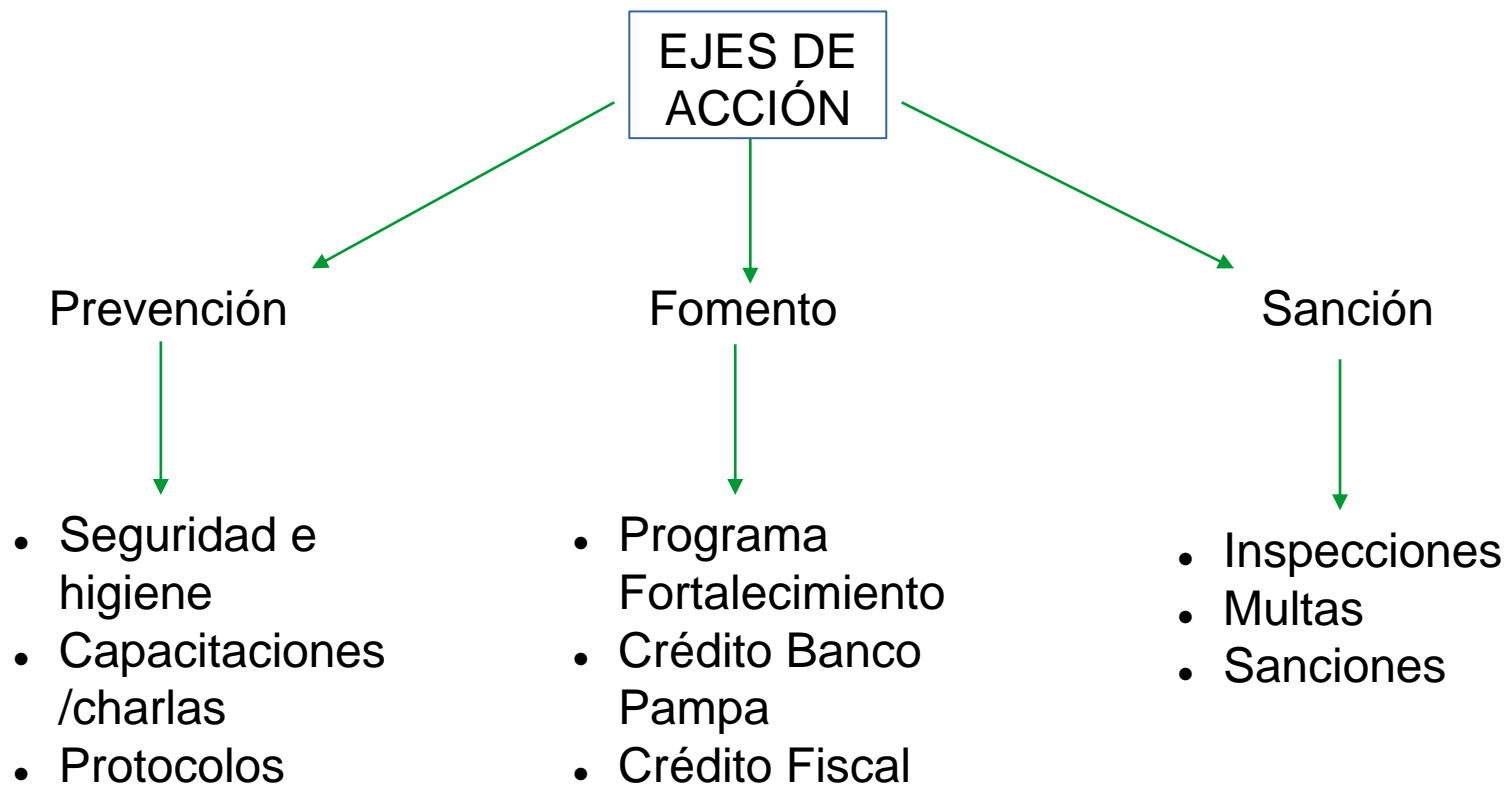 EJES DE
ACCIÓN
Prevención
Fomento
Sanción
● Seguridad e
higiene
● Capacitaciones
/charlas
● Protocolos
● Programa
Fortalecimiento
● Crédito Banco
Pampa
● Crédito Fiscal
● Inspecciones
● Multas
● Sanciones